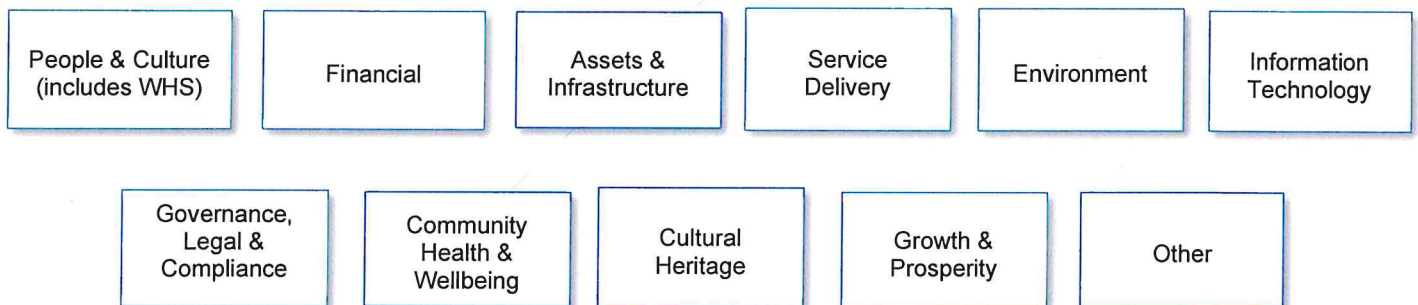 People & Culture
(includes WHS)
Financial
Assets &
Infrastructure
Service
Delivery
Environment
Information
Technology
Governance,
Legal &
Compliance
Community
Health &
Wellbeing
Cultural
Heritage
Growth &
Prosperity
Other